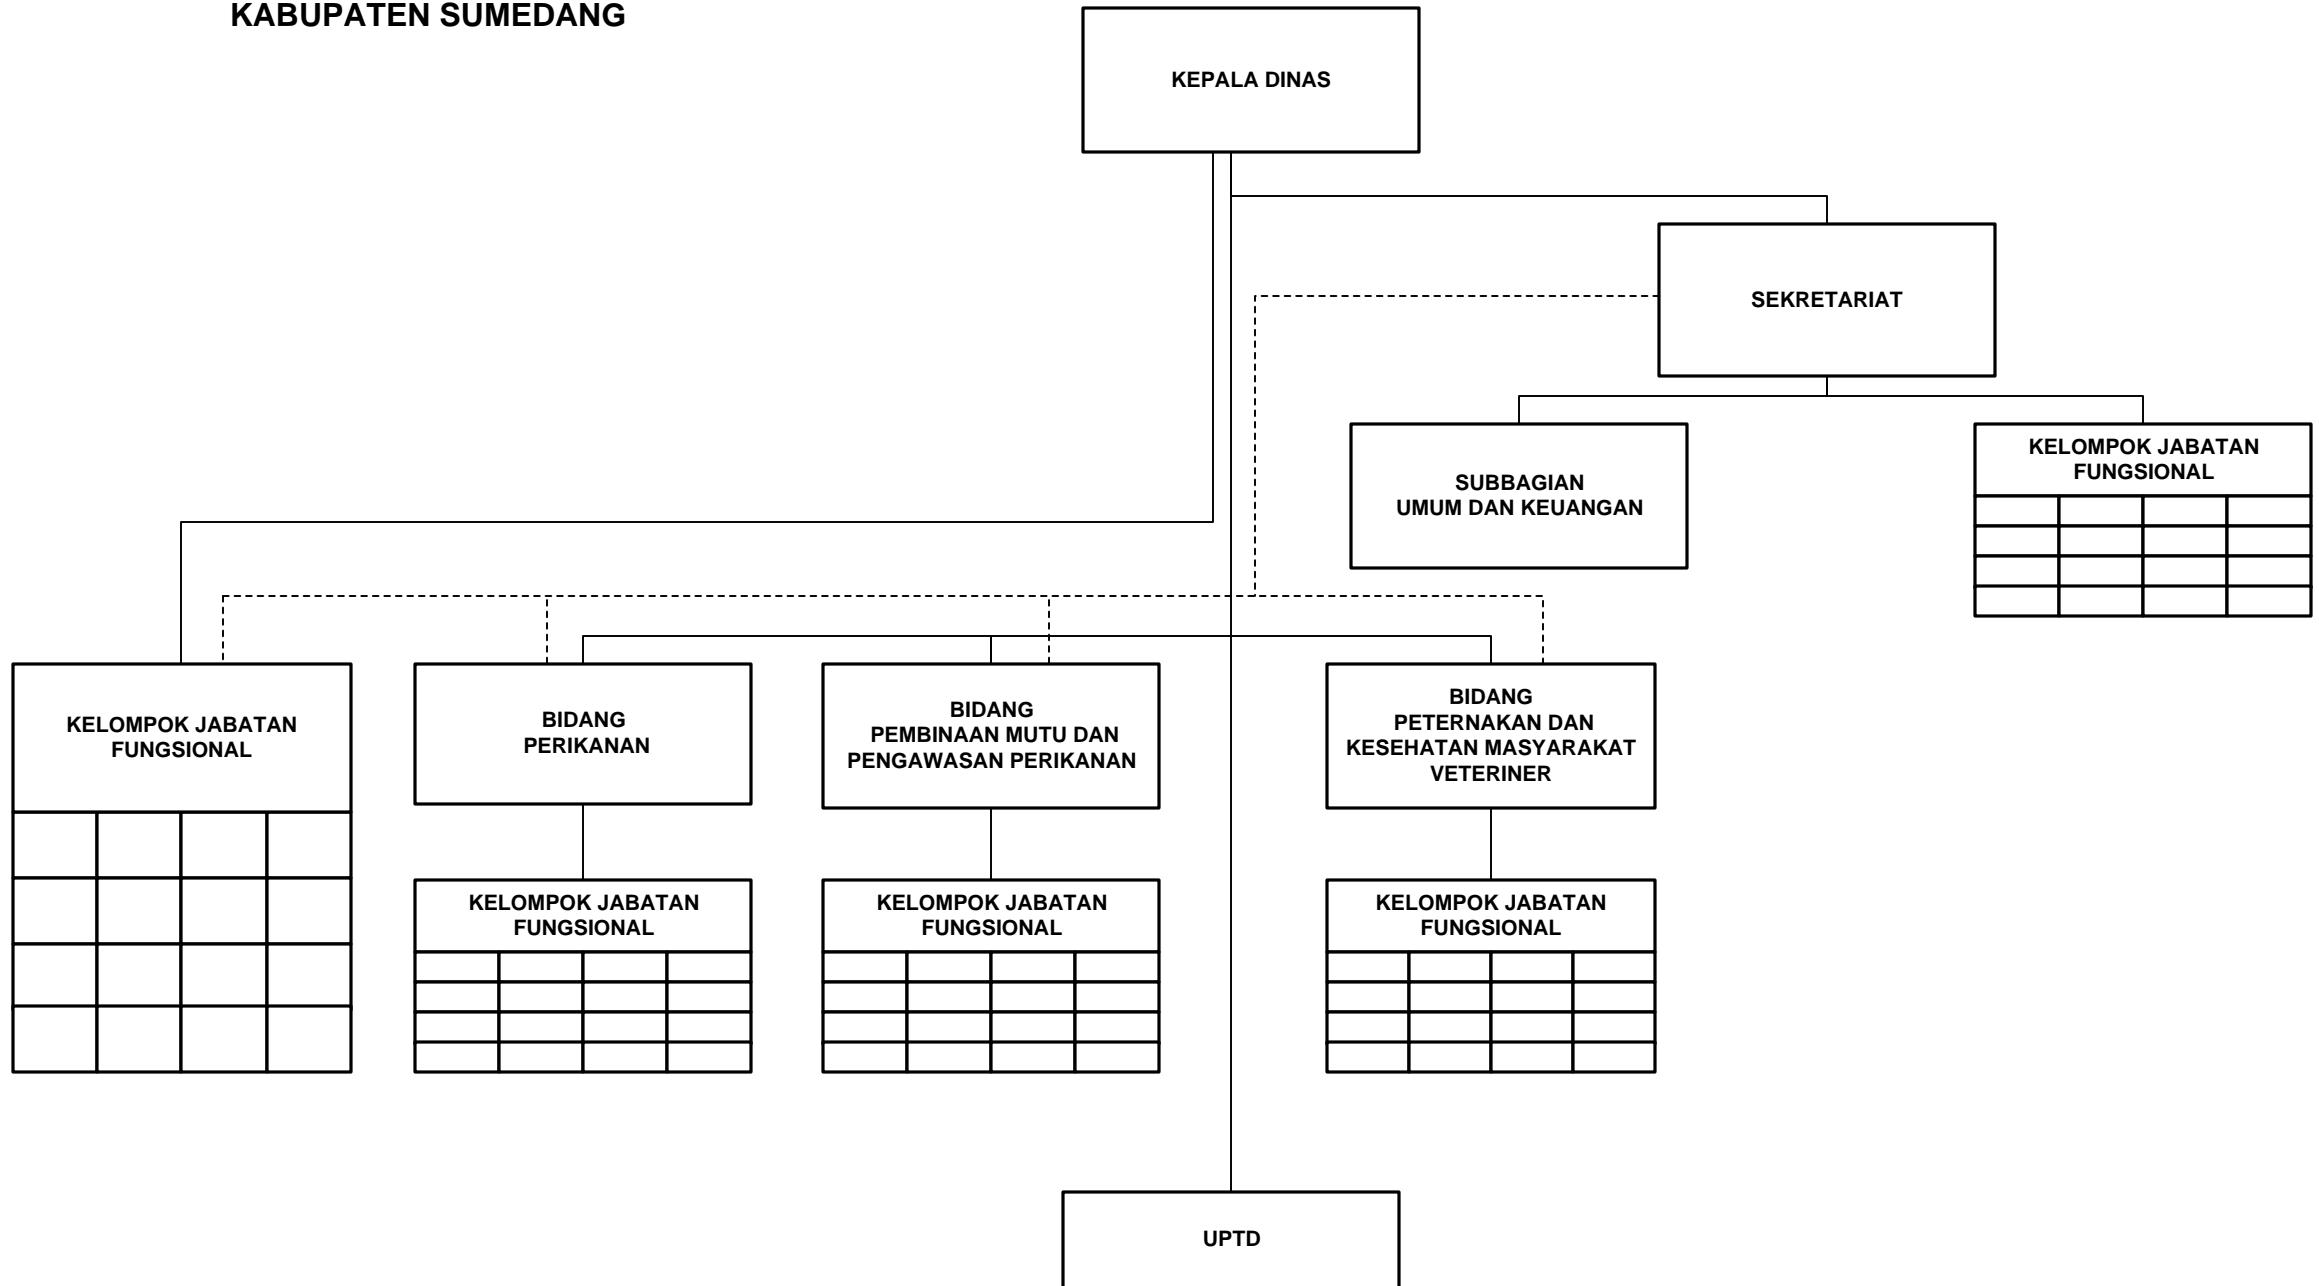 KABUPATEN SUMEDANG
KEPALA DINAS
SEKRETARIAT
SUBBAGIAN
UMUM DAN KEUANGAN
KELOMPOK JABATAN
FUNGSIONAL
KELOMPOK JABATAN
FUNGSIONAL
BIDANG
PERIKANAN
BIDANG
PEMBINAAN MUTU DAN
PENGAWASAN PERIKANAN
BIDANG
PETERNAKAN DAN
KESEHATAN MASYARAKAT
VETERINER
KELOMPOK JABATAN
FUNGSIONAL
KELOMPOK JABATAN
FUNGSIONAL
KELOMPOK JABATAN
FUNGSIONAL
UPTD